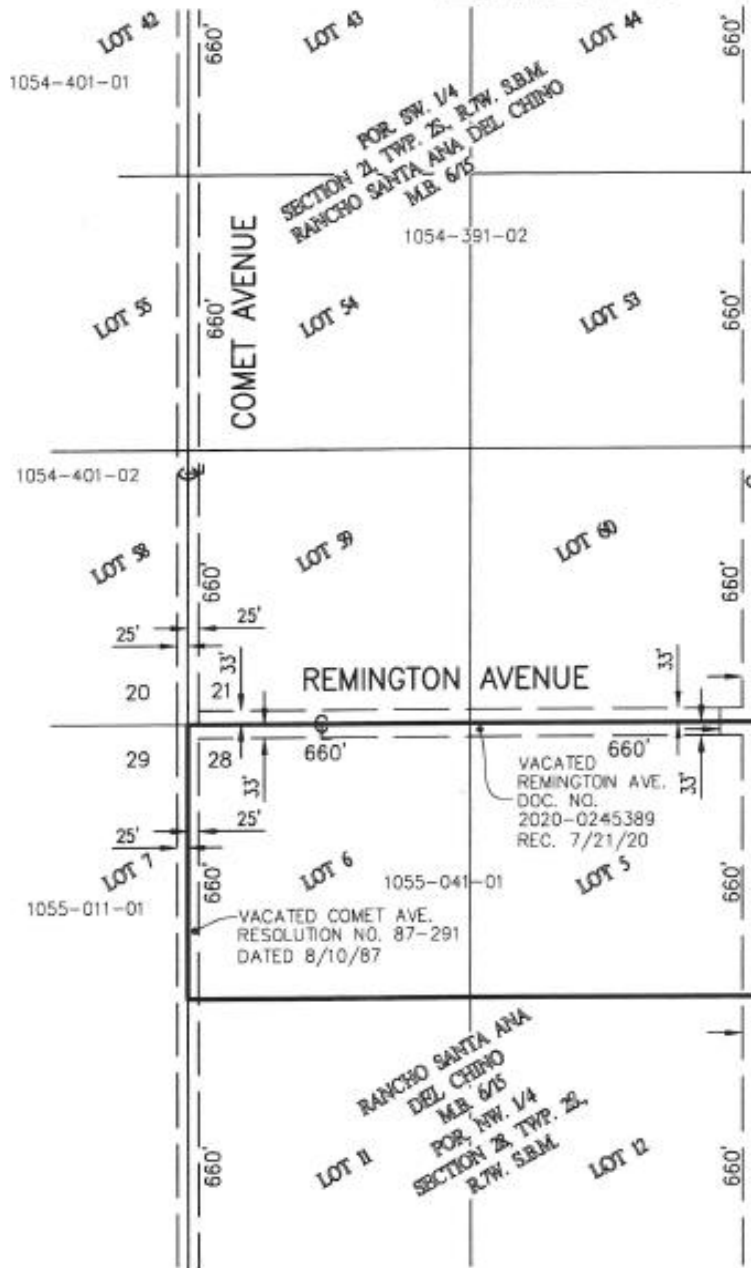 LOT 42
LOT 43
LOT 44
660'
660'
1054-401-01
POR. SW. 1/4
SECTION 21, TWP. 2S., R.7W. S.B.M.
RANCHO SANTA ANA DEL CHINO
M.B. 6/15
1054-391-02
COMET AVENUE
LOT 55
LOT 54
LOT 53
660'
660'
1054-401-02
LOT 58
LOT 59
LOT 60
660'
660'
25'
25'
33'
33'
20
21
REMINGTON AVENUE
29
28
660'
660'
33'
33'
VACATED
REMINGTOIN AVE.
DOC. NO.
2020-0245389
REC. 7/21/20
25'
25'
LOT 7
660'
LOT 6
1055-041-01
LOT 5
660'
1055-011-01
VACATED COMET AVE.
RESOLUTION NO. 87-291
DATED 8/10/87
RANCHO SANTA ANA
DEL CHINO
M.B. 6/15
POR, NW. 1/4
SECTION 28, TWP. 2S.,
R.7W. S.B.M.
LOT 11
LOT 12
660'
660'